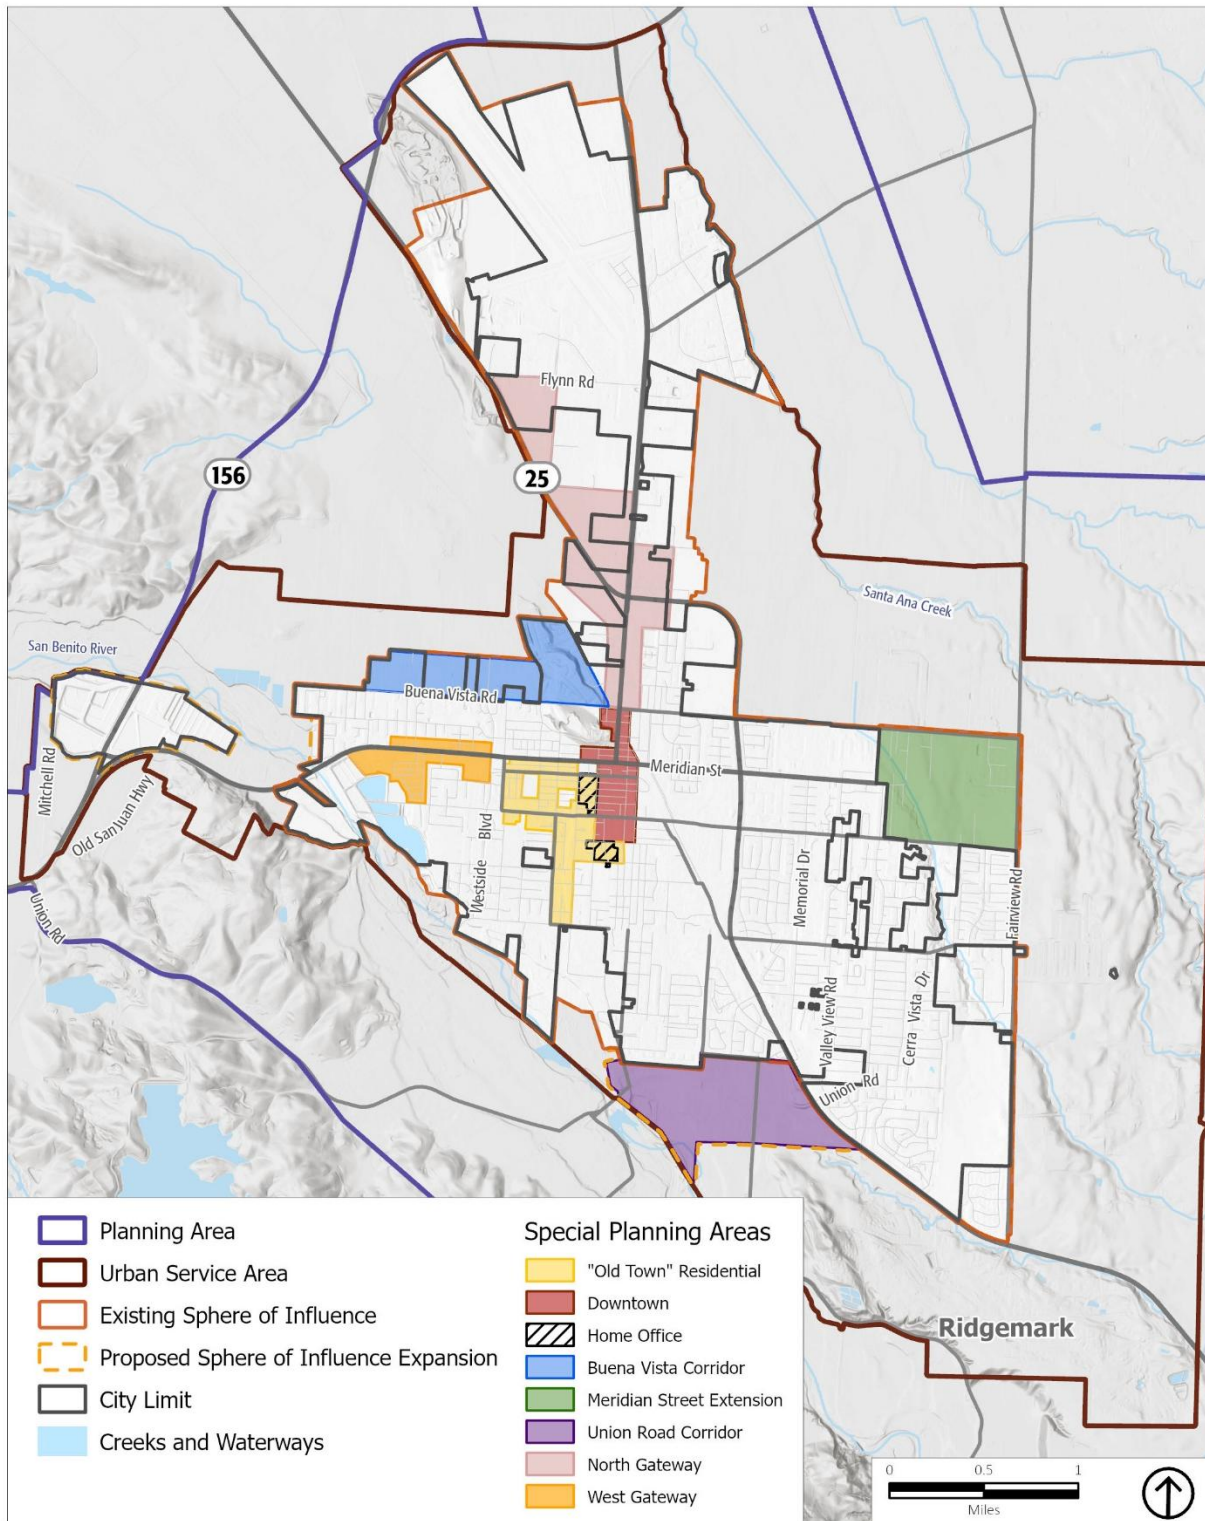 Flynn Rd
156
25
Santa Ana Creek
San Benito River
Buena Vista Rd
Meridian St
Mitchell Rd
Old San Juan Hwy
Westside Blvd
Memorial Dr
Fairview Rd
Union Rd
Valley View Rd
Cerra Vista Dr
Union Rd
Ridgemark
Planning Area
Urban Service Area
Existing Sphere of Influence
Proposed Sphere of Influence Expansion
City Limit
Creeks and Waterways
Special Planning Areas
"Old Town" Residential
Downtown
Home Office
Buena Vista Corridor
Meridian Street Extension
Union Road Corridor
North Gateway
West Gateway
0 0.5 1
Miles